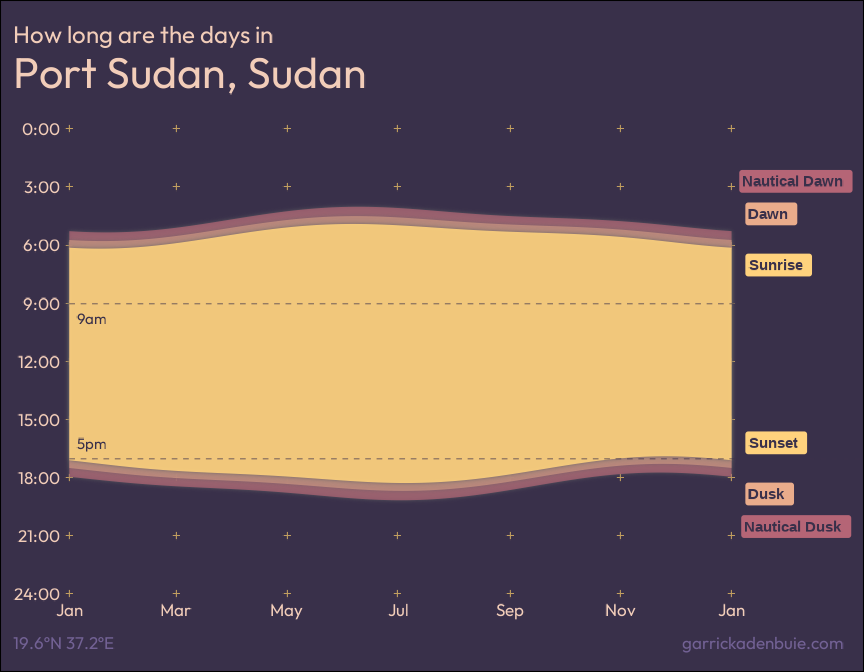 How long are the days in
Port Sudan, Sudan
0:00
3:00
Nautical Dawn
Dawn
6:00
Sunrise
9:00
9am
12:00
15:00
5pm
Sunset
18:00
Dusk
Nautical Dusk
21:00
24:00
Jan Mar May Jul Sep Nov Jan
19.6°N 37.2°E
garrickadenbuie.com